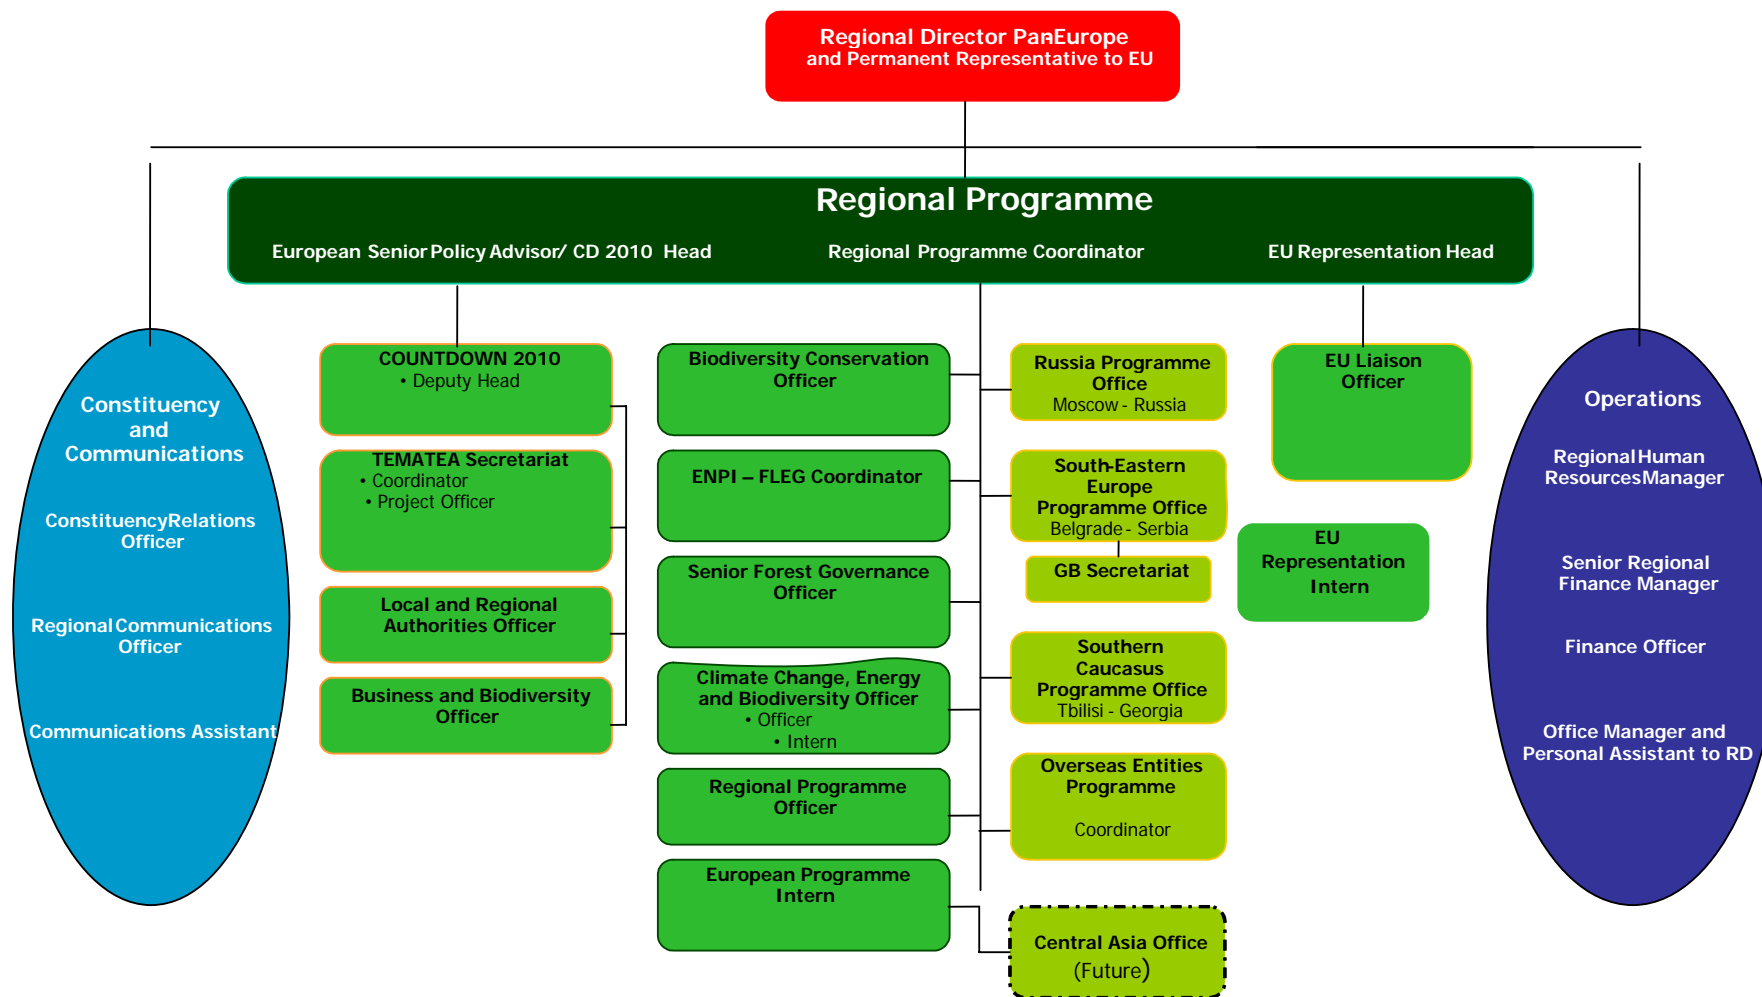 Regional Director Pan-Europe
and Permanent Representative to EU
Regional Programme
European Senior Policy Advisor/ CD 2010 Head
Regional Programme Coordinator
EU Representation Head
Constituency
and
Communications
Constituency Relations
Officer
Regional Communications
Officer
Communications Assistant
COUNTDOWN 2010
• Deputy Head
TEMATEA Secretariat
• Coordinator
• Project Officer
Local and Regional
Authorities Officer
Business and Biodiversity
Officer
Biodiversity Conservation
Officer
ENPI – FLEG Coordinator
Senior Forest Governance
Officer
Climate Change, Energy
and Biodiversity Officer
• Officer
• Intern
Regional Programme
Officer
European Programme
Intern
Russia Programme
Office
Moscow - Russia
South-Eastern
Europe
Programme Office
Belgrade - Serbia
GB Secretariat
Southern
Caucasus
Programme Office
Tbilisi - Georgia
Overseas Entities
Programme
Coordinator
Central Asia Office
(Future)
EU Liaison
Officer
EU
Representation
Intern
Operations
Regional Human
Resources Manager
Senior Regional
Finance Manager
Finance Officer
Office Manager and
Personal Assistant to RD